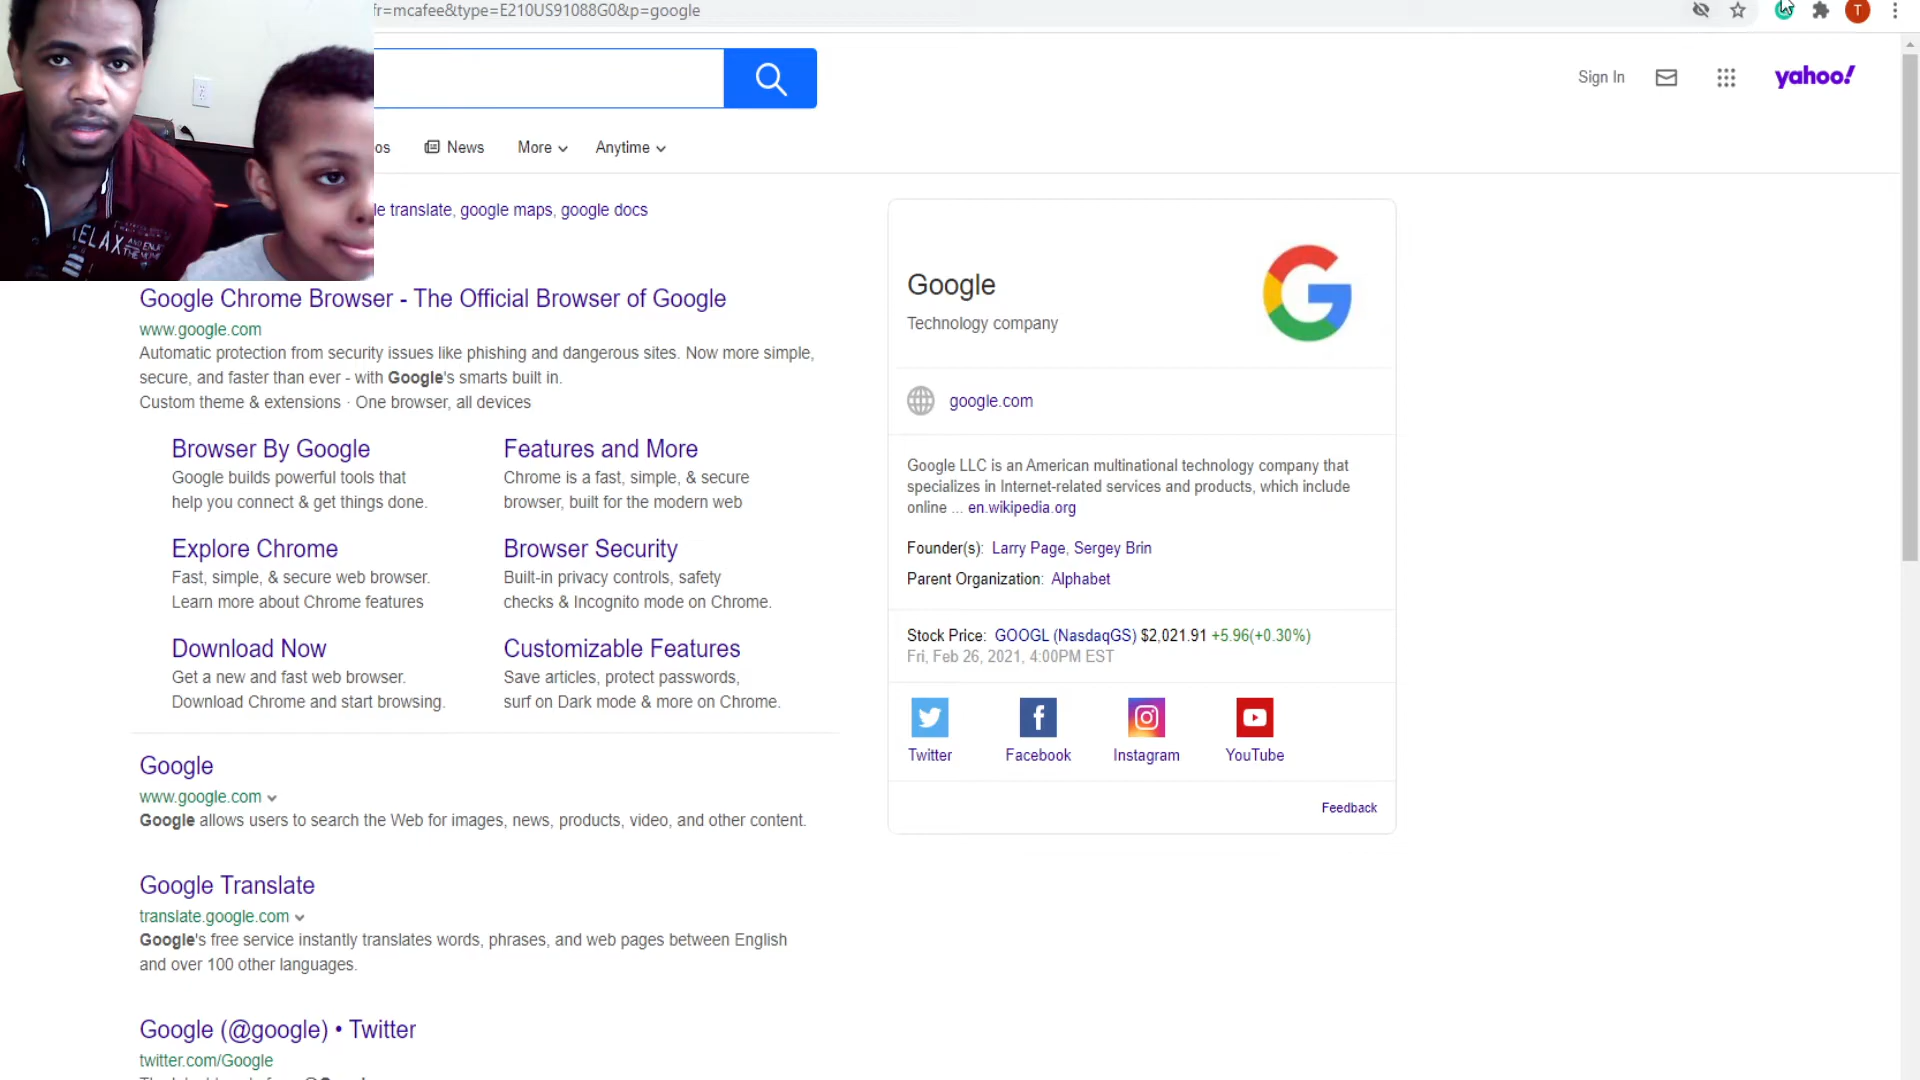 fr=mcafee&type=E210US91088G0&p=google
T
Sign In
yahoo!
os
News
More
Anytime
le translate, google maps, google docs
RELAX AND ENJOY
Google Chrome Browser - The Official Browser of Google
www.google.com
Automatic protection from security issues like phishing and dangerous sites. Now more simple,
secure, and faster than ever - with Google's smarts built in.
Custom theme & extensions · One browser, all devices
Browser By Google
Google builds powerful tools that
help you connect & get things done.
Features and More
Chrome is a fast, simple, & secure
browser, built for the modern web
Explore Chrome
Fast, simple, & secure web browser.
Learn more about Chrome features
Browser Security
Built-in privacy controls, safety
checks & Incognito mode on Chrome.
Download Now
Get a new and fast web browser.
Download Chrome and start browsing.
Customizable Features
Save articles, protect passwords,
surf on Dark mode & more on Chrome.
Google
www.google.com
Google allows users to search the Web for images, news, products, video, and other content.
Google Translate
translate.google.com
Google's free service instantly translates words, phrases, and web pages between English
and over 100 other languages.
Google (@google) • Twitter
twitter.com/Google
Google
Technology company
G
google.com
Google LLC is an American multinational technology company that
specializes in Internet-related services and products, which include
online ... en.wikipedia.org
Founder(s): Larry Page, Sergey Brin
Parent Organization: Alphabet
Stock Price: GOOGL (NasdaqGS) $2,021.91 +5.96(+0.30%)
Fri, Feb 26, 2021, 4:00PM EST
Twitter
Facebook
Instagram
YouTube
Feedback